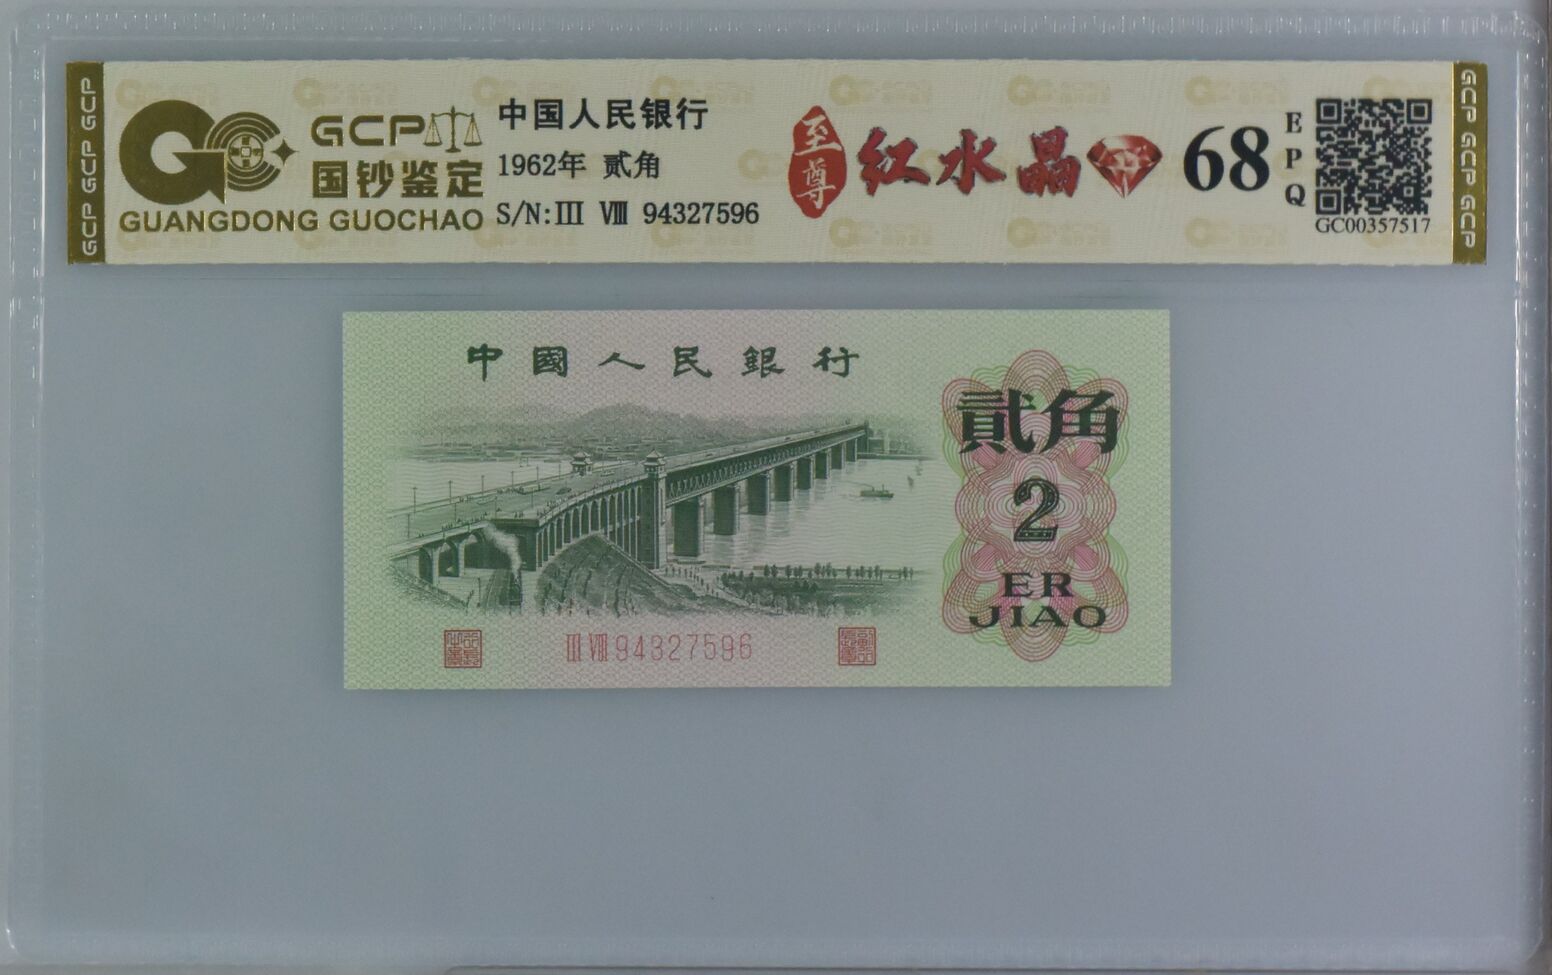 GCP GCP GCP
GCP
国钞鉴定
GUANGDONG GUOCHAO
中国人民银行
1962年 贰角
S/N:III VIII 94327596
至尊
红水晶
68
EPQ
GC00357517
GCP GCP GCP
中國人民銀行
貳角
2
ER
JIAO
III VIII 94327596